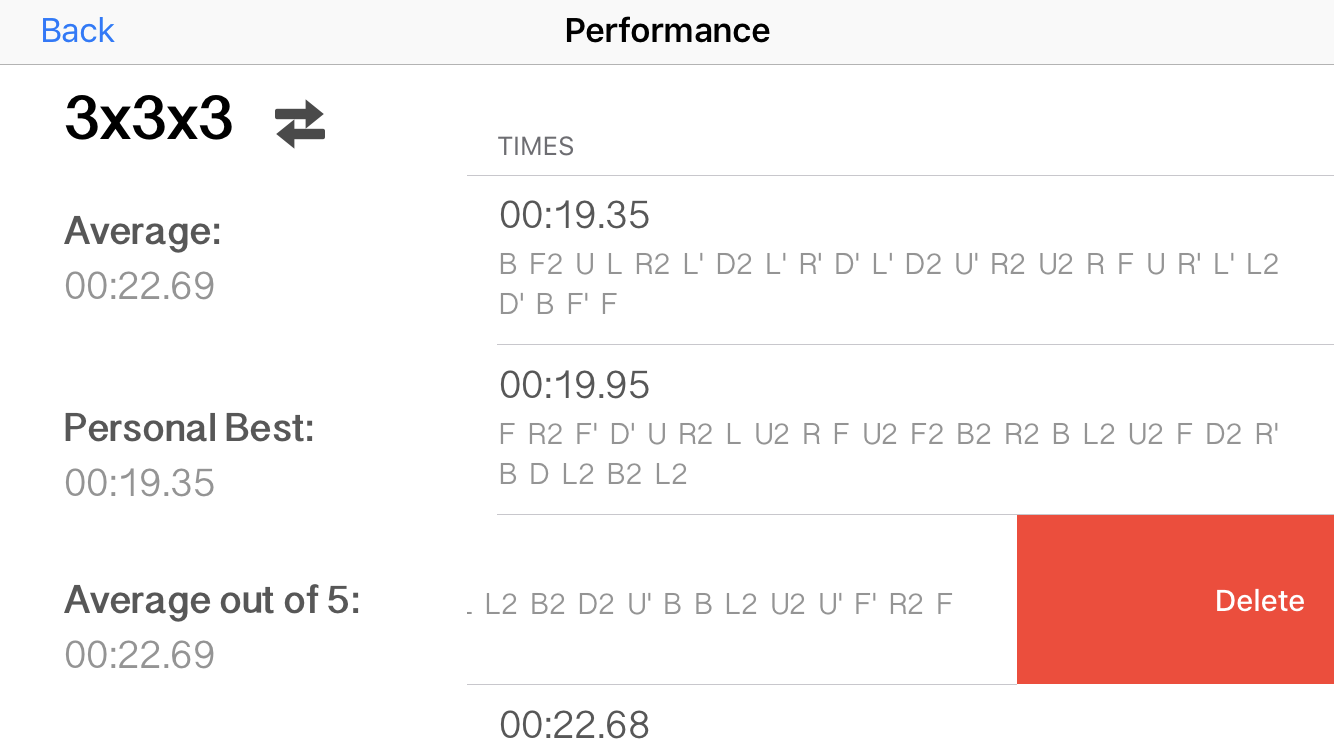 Back
Performance
3x3x3
TIMES
Average:
00:22.69
Personal Best:
00:19.35
Average out of 5:
00:22.69
00:19.35
B F2 U L R2 L' D2 L' R' D' L' D2 U' R2 U2 R F U R' L' L2
D' B F' F
00:19.95
F R2 F' D' U R2 L U2 R F U2 F2 B2 R2 B L2 U2 F D2 R'
B D L2 B2 L2
L2 B2 D2 U' B B L2 U2 U' F' R2 F
Delete
00:22.68